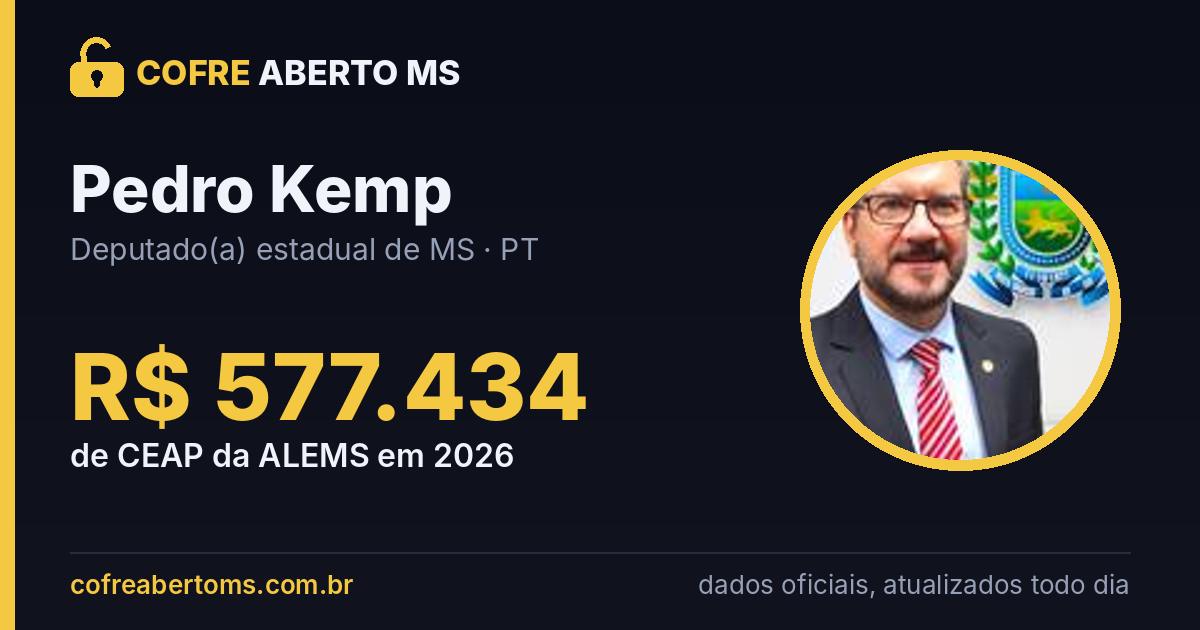 COFRE ABERTO MS
Pedro Kemp
Deputado(a) estadual de MS · PT
R$ 577.434
de CEAP da ALEMS em 2026
cofreabertoms.com.br
dados oficiais, atualizados todo dia